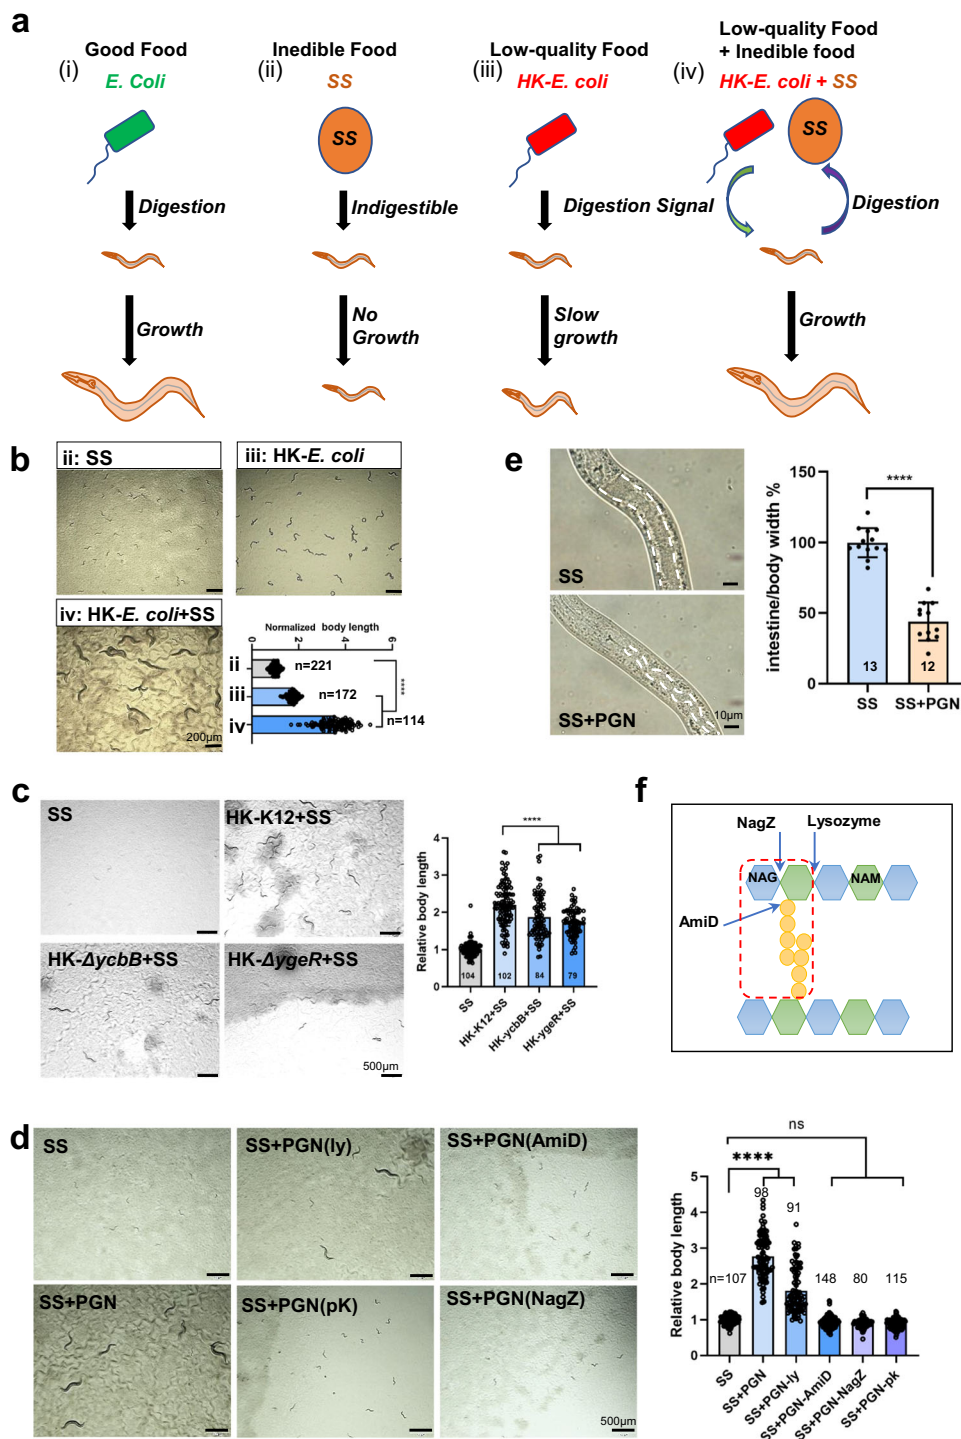 a
Good Food
(i)
E. Coli
Digestion
Growth
Inedible Food
(ii)
SS
SS
Indigestible
No
Growth
Low-quality Food
(iii)
HK-E. coli
Digestion Signal
Slow
growth
Low-quality Food
+ Inedible food
(iv)
HK-E. coli + SS
SS
Digestion
Growth
b
ii: SS
iii: HK-E. coli
iv: HK-E. coli+SS
200µm
Normalized body length
0 2 4 6
ii
n=221
iii
n=172
iv
n=114
****
e
SS
SS+PGN
10µm
intestine/body width %
150
100
50
0
****
13
12
SS
SS+PGN
c
SS
HK-K12+SS
HK-ΔycbB+SS
HK-ΔygeR+SS
500µm
Relative body length
4
3
2
1
0
****
104
102
84
79
SS
HK-K12+SS
HK-ycbB+SS
HK-ygeR+SS
f
NagZ
Lysozyme
NAG
NAM
AmiD
d
SS
SS+PGN(ly)
SS+PGN(AmiD)
SS+PGN
SS+PGN(pK)
SS+PGN(NagZ)
500µm
Relative body length
5
4
3
2
1
0
ns
****
n=107
98
91
148
80
115
SS
SS+PGN
SS+PGN-ly
SS+PGN-AmiD
SS+PGN-NagZ
SS+PGN-pk